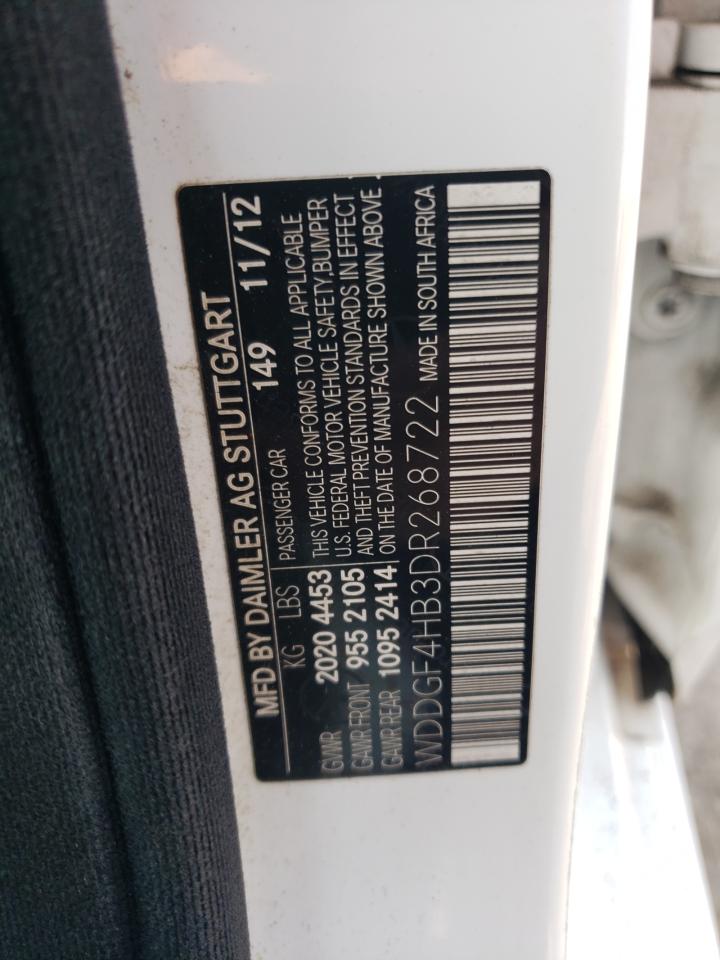 MFD BY DAIMLER AG STUTTGART
KG LBS 149 11/12
PASSENGER CAR
GVWR 2020 4453 THIS VEHICLE CONFORMS TO ALL APPLICABLE
U.S. FEDERAL MOTOR VEHICLE SAFETY,BUMPER
GAWR FRONT 955 2105 AND THEFT PREVENTION STANDARDS IN EFFECT
GAWR REAR 1095 2414 ON THE DATE OF MANUFACTURE SHOWN ABOVE
WDDGF4HB3DR268722 MADE IN SOUTH AFRICA